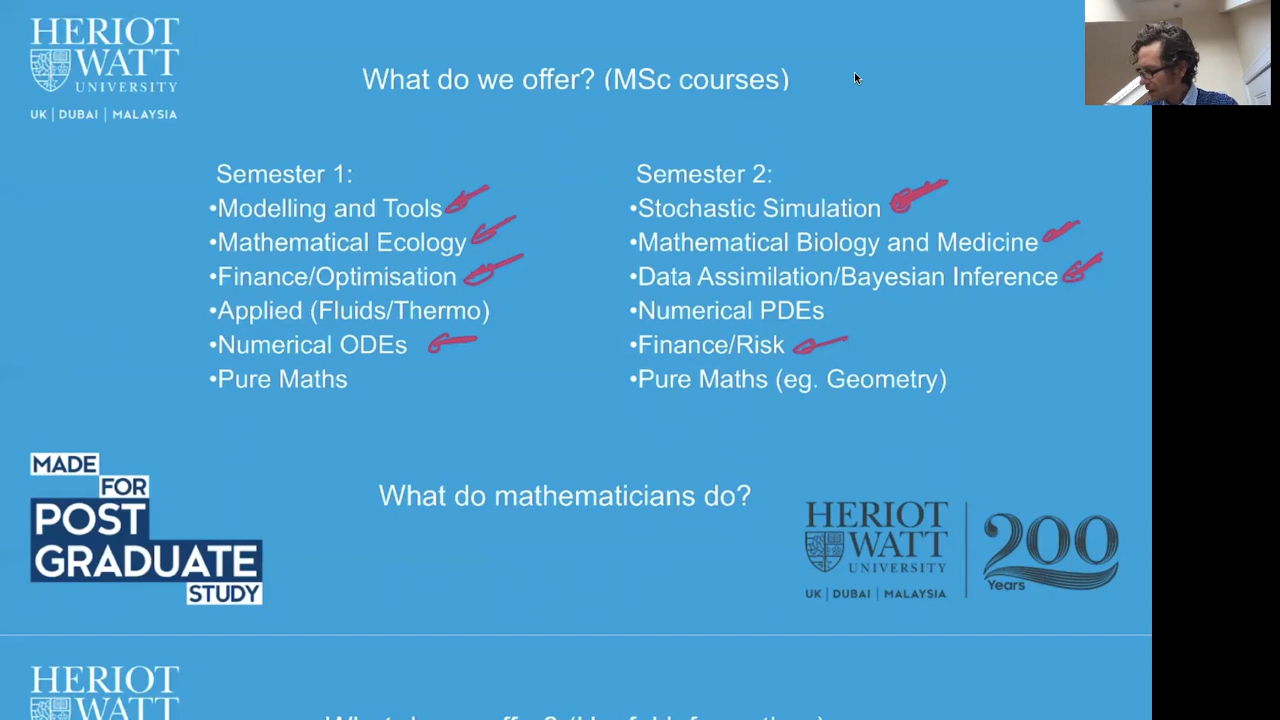 HERIOT
WATT
UNIVERSITY
UK | DUBAI | MALAYSIA
What do we offer? (MSc courses)
Semester 1:
•Modelling and Tools
•Mathematical Ecology
•Finance/Optimisation
•Applied (Fluids/Thermo)
•Numerical ODEs
•Pure Maths
Semester 2:
•Stochastic Simulation
•Mathematical Biology and Medicine
•Data Assimilation/Bayesian Inference
•Numerical PDEs
•Finance/Risk
•Pure Maths (eg. Geometry)
MADE
FOR
POST
GRADUATE
STUDY
What do mathematicians do?
HERIOT
WATT
UNIVERSITY
UK | DUBAI | MALAYSIA
200
Years
HERIOT
WATT